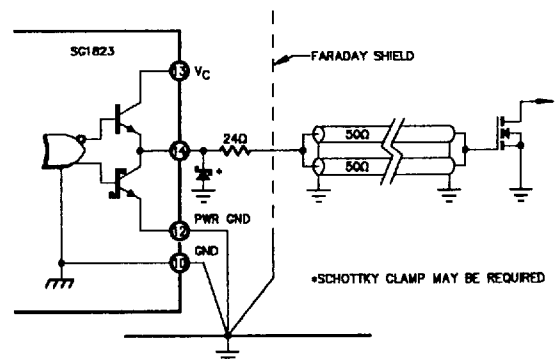 SG1823
FARADAY SHIELD
13 VC
24Ω
50Ω
14
50Ω
+
12 PWR GND
10 GND
*SCHOTTKY CLAMP MAY BE REQUIRED